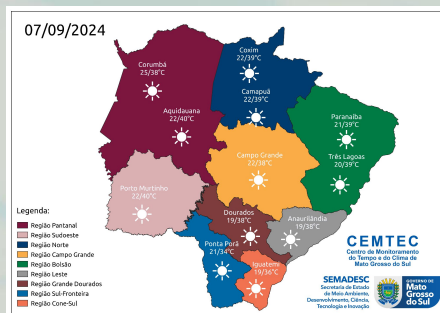 07/09/2024
Coxim
22/39°C
Corumbá
25/38°C
Camapuã
22/39°C
Aquidauana
22/40°C
Paranaíba
21/39°C
Três Lagoas
20/39°C
Campo Grande
22/38°C
Porto Murtinho
22/40°C
Dourados
19/38°C
Anaurilândia
19/38°C
Ponta Porã
21/34°C
Iguatemi
19/36°C
Legenda:
Região Pantanal
Região Sudoeste
Região Norte
Região Campo Grande
Região Bolsão
Região Leste
Região Grande Dourados
Região Sul-Fronteira
Região Cone-Sul
CEMTEC
Centro de Monitoramento
do Tempo e do Clima de
Mato Grosso do Sul
SEMADESC
Secretaria de Estado
de Meio Ambiente,
Desenvolvimento, Ciência,
Tecnologia e Inovação
GOVERNO DE
Mato
Grosso
do Sul